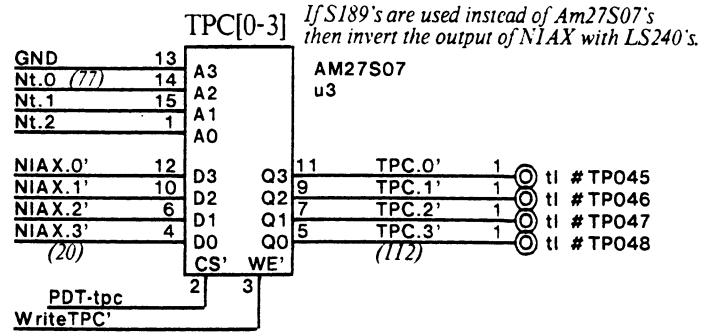 TPC[0-3]
If S189's are used instead of Am27S07's
then invert the output of NIAX with LS240's.
AM27S07
u3
GND 13 A3
Nt.0 (77) 14 A2
Nt.1 15 A1
Nt.2 1 A0
NIAX.0' 12 D3 Q3 11 TPC.0' 1 tl #TP045
NIAX.1' 10 D2 Q2 9 TPC.1' 1 tl #TP046
NIAX.2' 6 D1 Q1 7 TPC.2' 1 tl #TP047
NIAX.3' 4 D0 Q0 5 TPC.3' 1 tl #TP048
(20) (112)
CS' WE'
2 3
PDT-tpc
WriteTPC'